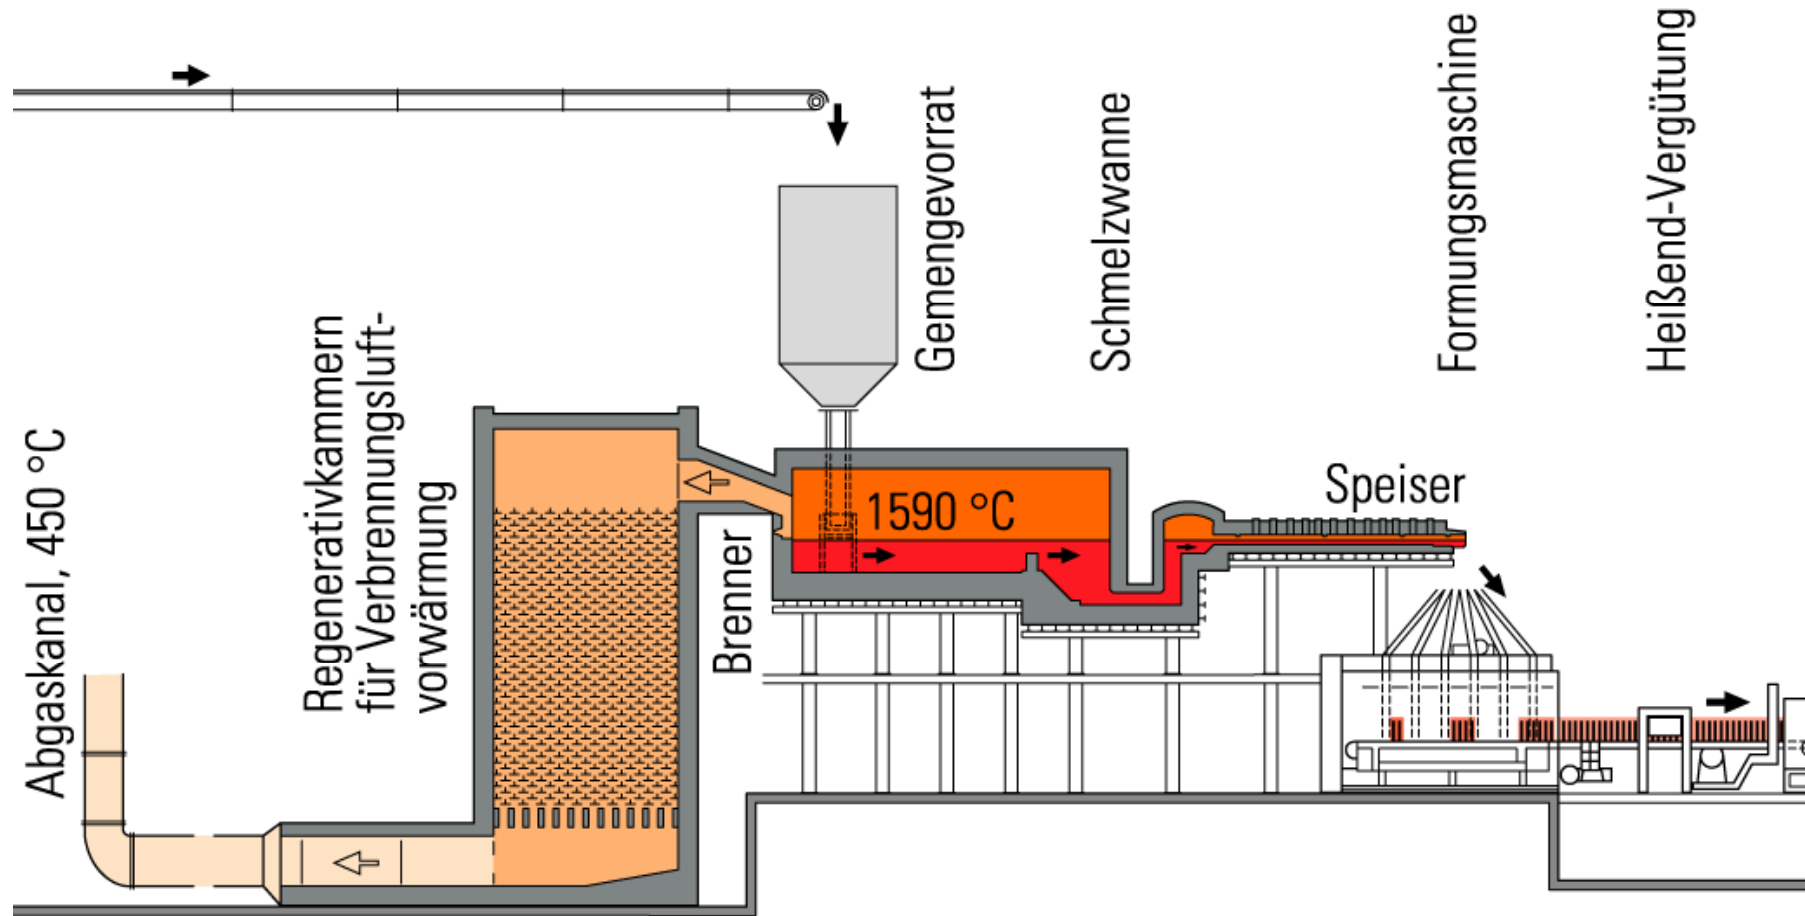 Abgaskanal, 450 °C
Regenerativkammern
für Verbrennungsluft-
vorwärmung
Brenner
Gemengevorrat
1590 °C
Schmelzwanne
Speiser
Formungsmaschine
Heißend-Vergütung